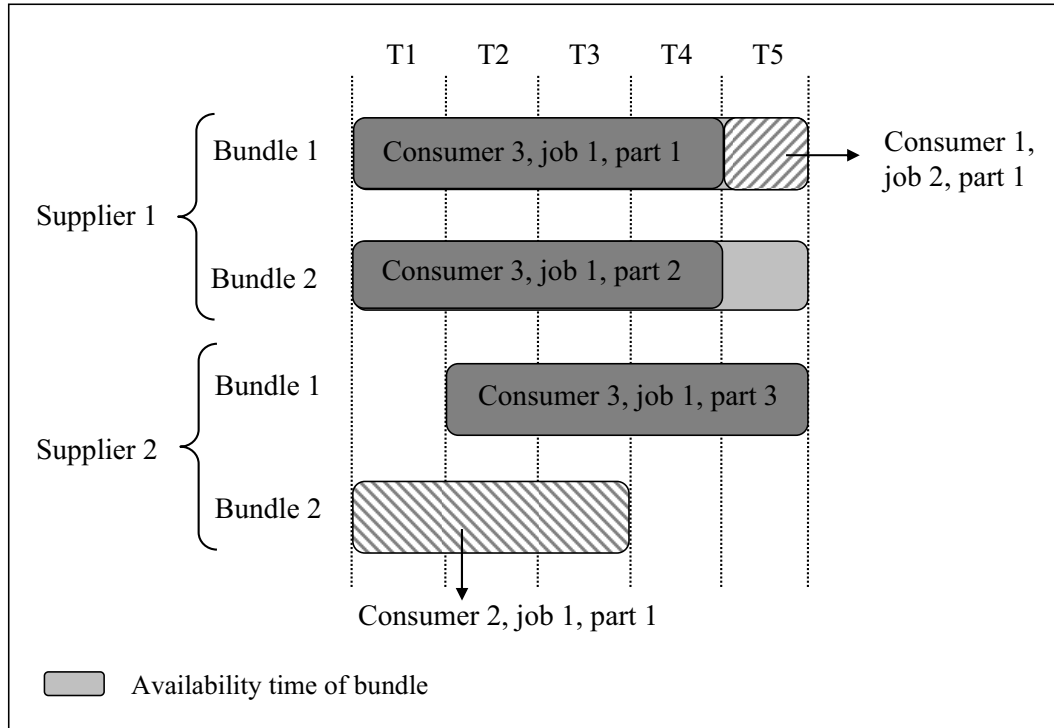 T1 T2 T3 T4 T5
Bundle 1
Consumer 3, job 1, part 1
Consumer 1,
job 2, part 1
Supplier 1
Bundle 2
Consumer 3, job 1, part 2
Bundle 1
Consumer 3, job 1, part 3
Supplier 2
Bundle 2
Consumer 2, job 1, part 1
Availability time of bundle